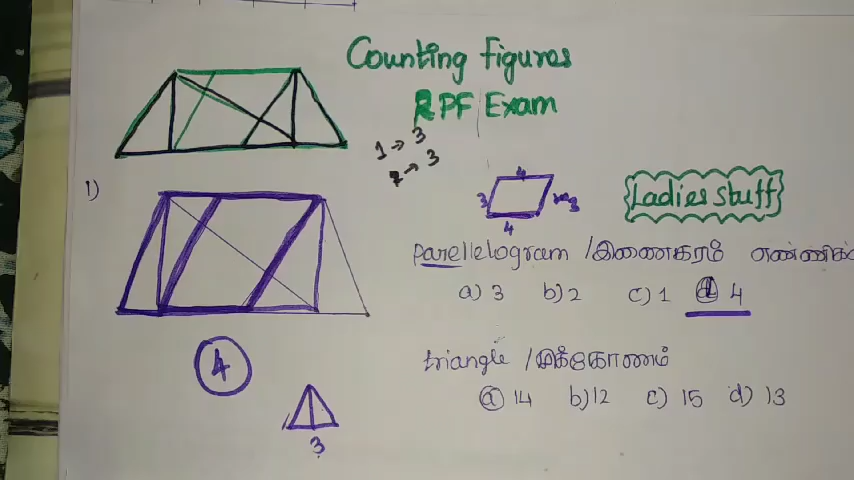 Counting figures
RPF Exam
1 → 3
2 → 3
1)
4
3
3
4
Ladies stuff
parellelogram / இணைகரம்
a) 3 b) 2 c) 1 d) 4
4
triangle / முக்கோணம்
a) 14 b) 12 c) 15 d) 13
3